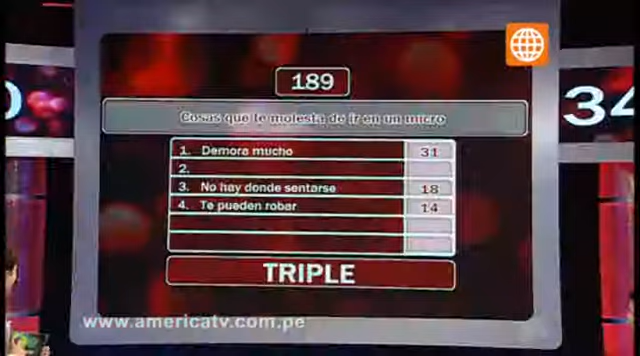 189
Cosas que te molesta de ir en un micro
1. Demora mucho 31
2.
3. No hay donde sentarse 18
4. Te pueden robar 14
TRIPLE
0
34
www.americatv.com.pe